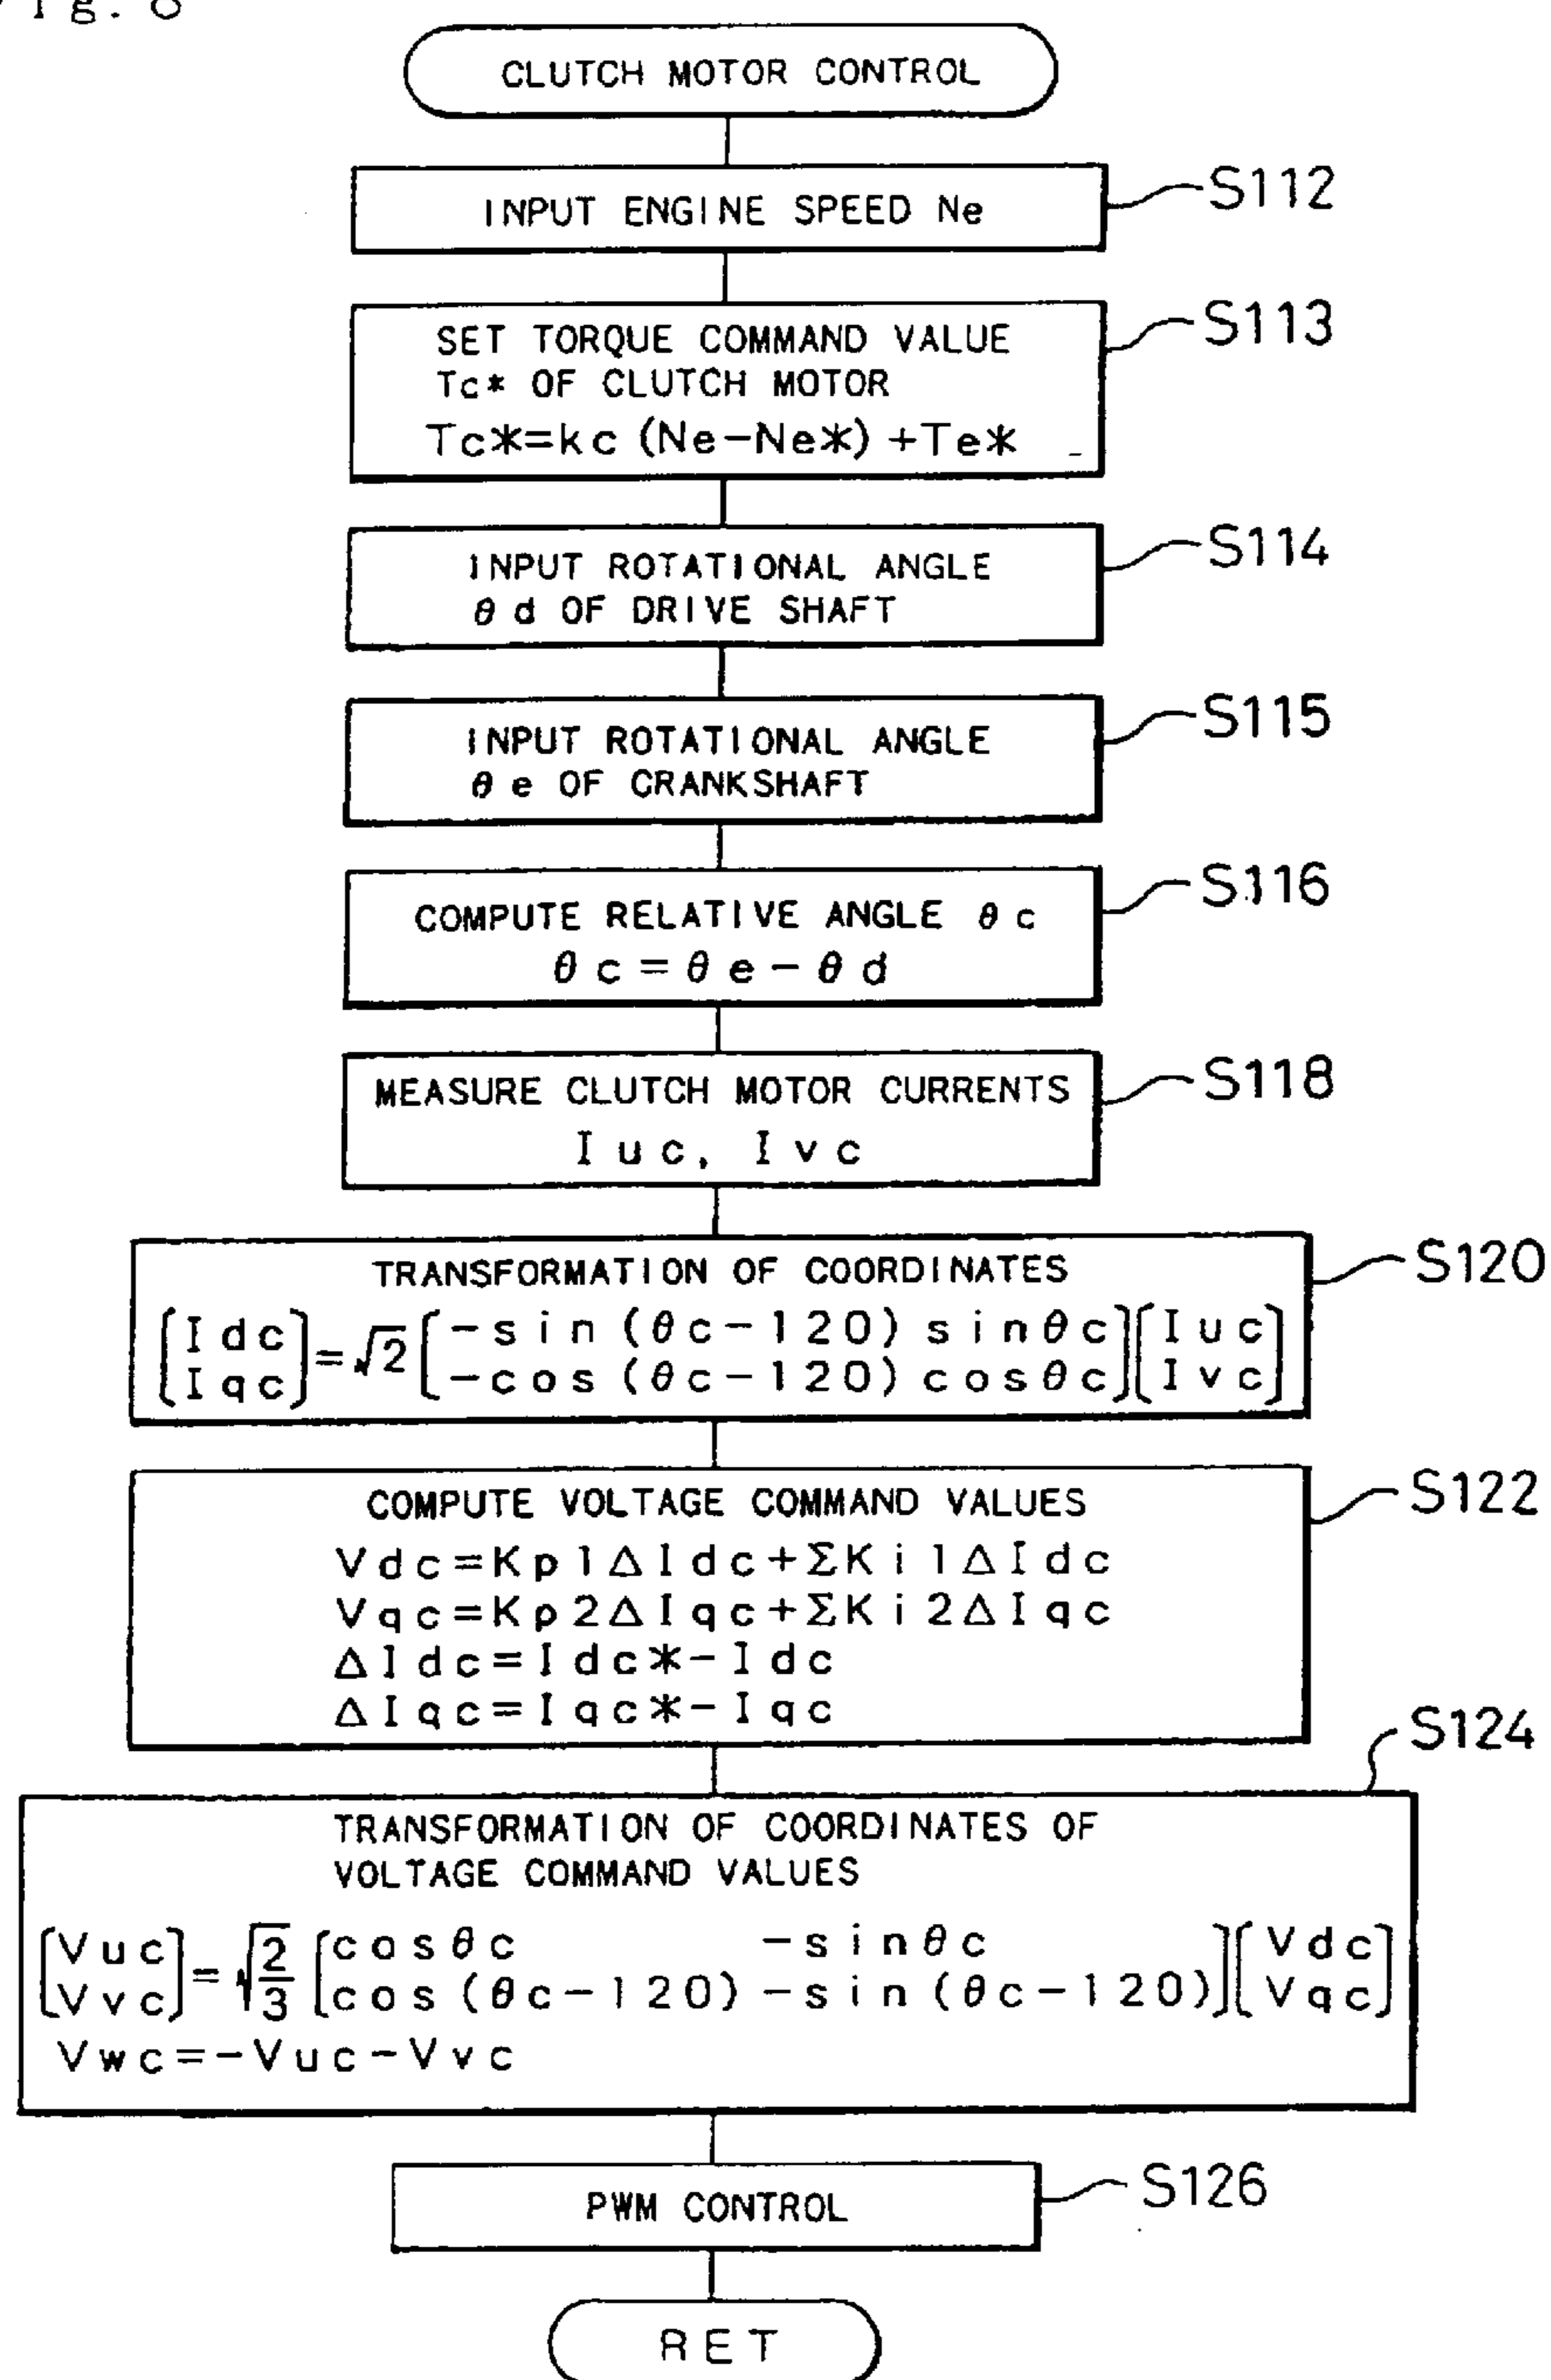 Fig. 8
CLUTCH MOTOR CONTROL
INPUT ENGINE SPEED Ne
S112
SET TORQUE COMMAND VALUE
Tc* OF CLUTCH MOTOR
Tc*=kc (Ne-Ne*) +Te*
S113
INPUT ROTATIONAL ANGLE
θd OF DRIVE SHAFT
S114
INPUT ROTATIONAL ANGLE
θe OF CRANKSHAFT
S115
COMPUTE RELATIVE ANGLE θc
θc=θe-θd
S116
MEASURE CLUTCH MOTOR CURRENTS
Iuc, Ivc
S118
TRANSFORMATION OF COORDINATES
S120
[Idc]=√2[-sin (θc-120) sinθc][Iuc]
[Iqc] [-cos (θc-120) cosθc][Ivc]
COMPUTE VOLTAGE COMMAND VALUES
S122
Vdc=Kp1ΔIdc+ΣKi1ΔIdc
Vqc=Kp2ΔIqc+ΣKi2ΔIqc
ΔIdc=Idc*-Idc
ΔIqc=Iqc*-Iqc
S124
TRANSFORMATION OF COORDINATES OF
VOLTAGE COMMAND VALUES
[Vuc]=√2/3 [cosθc -sinθc][Vdc]
[Vvc] [cos (θc-120) -sin (θc-120)][Vqc]
Vwc=-Vuc-Vvc
PWM CONTROL
S126
RET